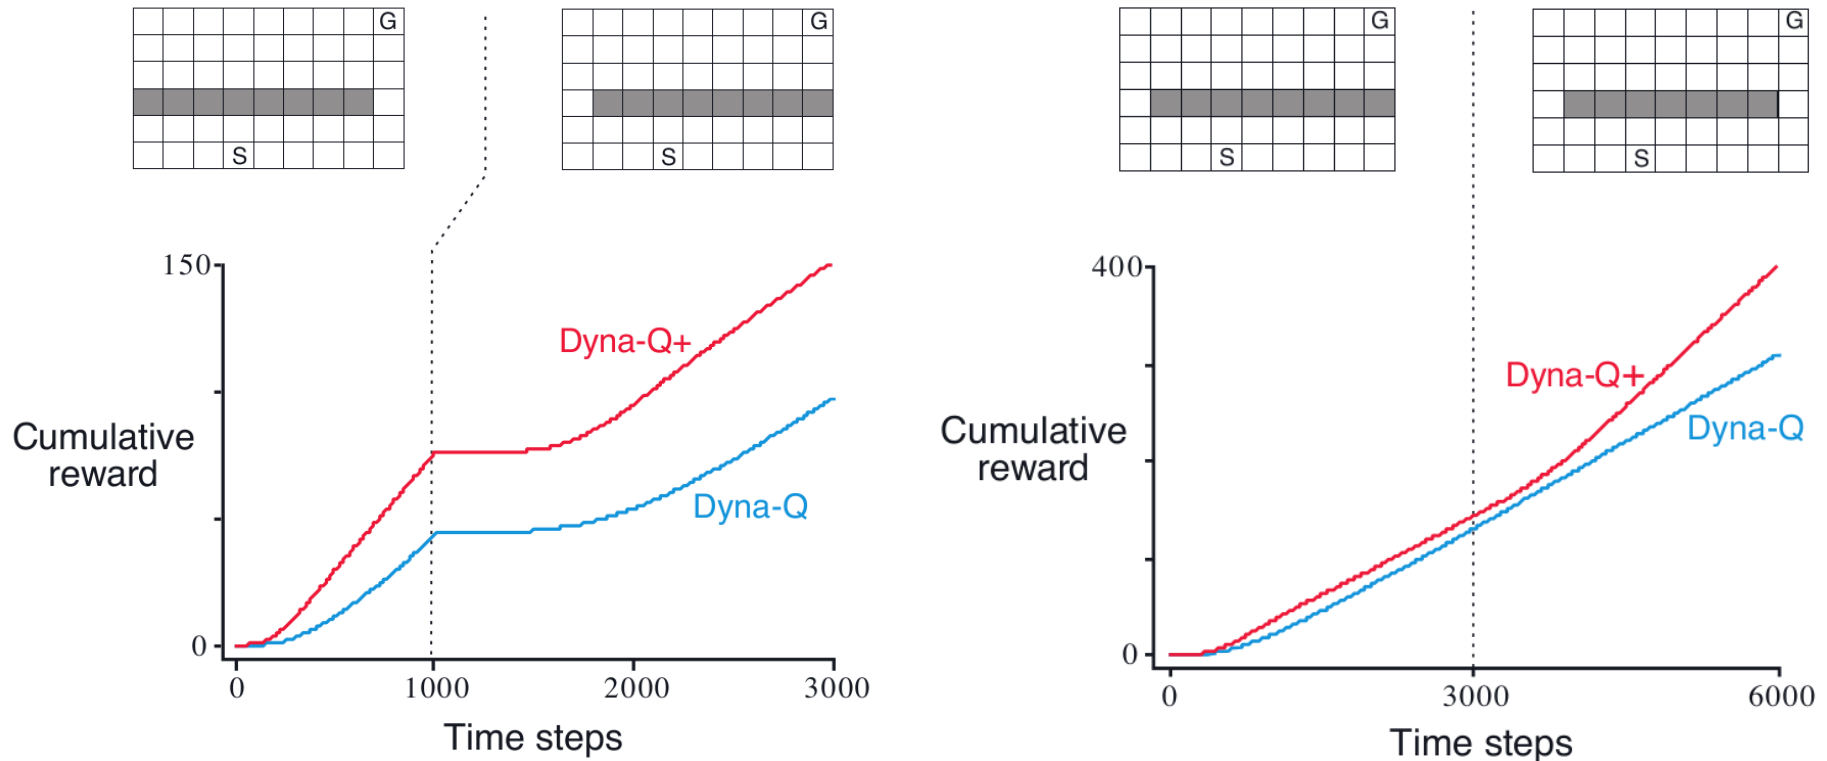 G
S
G
S
150
0
Cumulative
reward
Dyna-Q+
Dyna-Q
0
1000
2000
3000
Time steps
G
S
G
S
400
0
Cumulative
reward
Dyna-Q+
Dyna-Q
0
3000
6000
Time steps